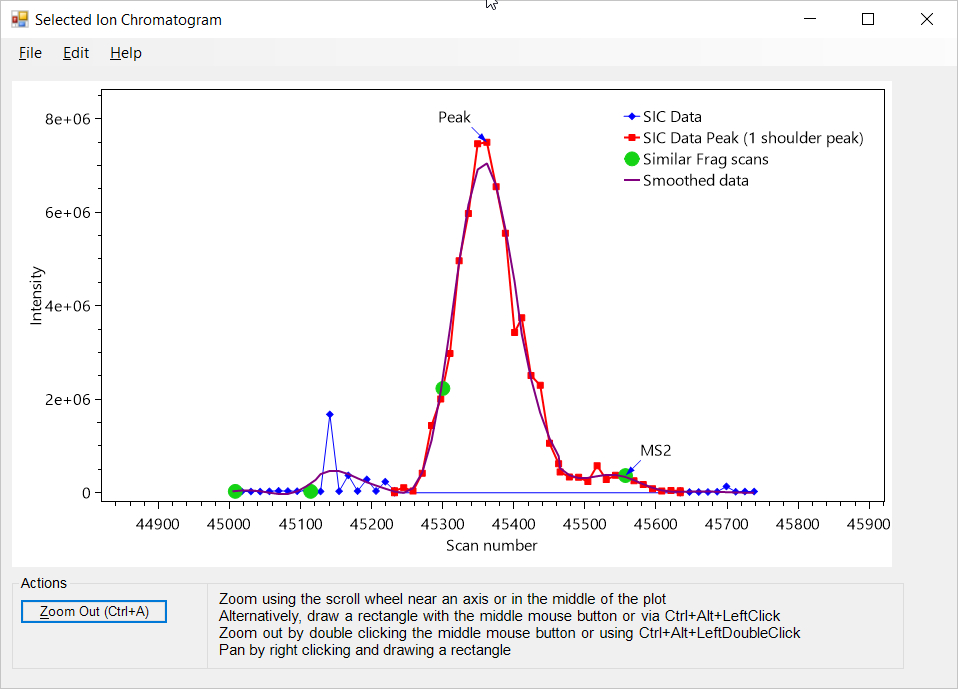 Selected Ion Chromatogram
File Edit Help
Peak
SIC Data
SIC Data Peak (1 shoulder peak)
Similar Frag scans
Smoothed data
Intensity
8e+06
6e+06
4e+06
2e+06
0
MS2
44900 45000 45100 45200 45300 45400 45500 45600 45700 45800 45900
Scan number
Actions
Zoom Out (Ctrl+A)
Zoom using the scroll wheel near an axis or in the middle of the plot
Alternatively, draw a rectangle with the middle mouse button or via Ctrl+Alt+LeftClick
Zoom out by double clicking the middle mouse button or using Ctrl+Alt+LeftDoubleClick
Pan by right clicking and drawing a rectangle